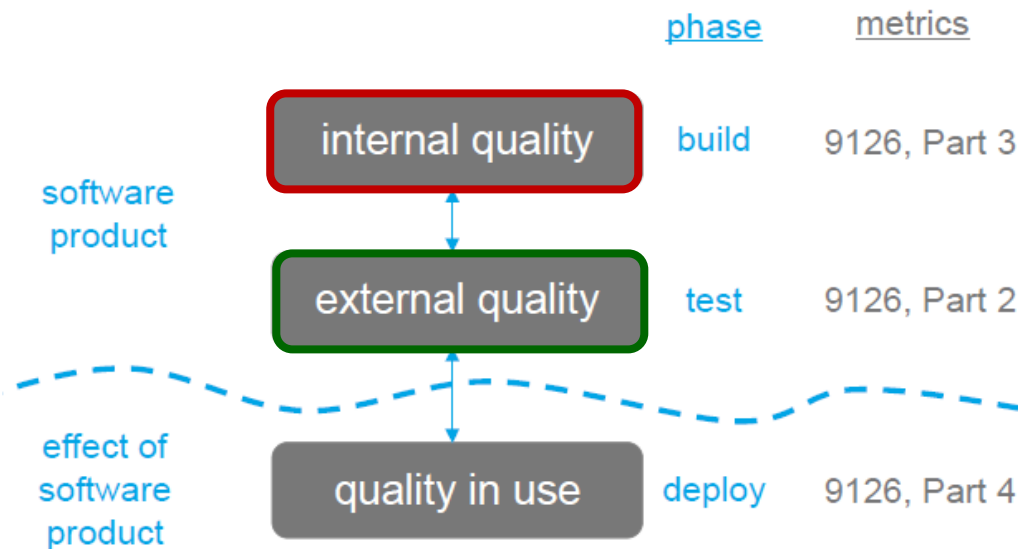 phase metrics
internal quality build 9126, Part 3
software
product
external quality test 9126, Part 2
effect of
software
product
quality in use deploy 9126, Part 4